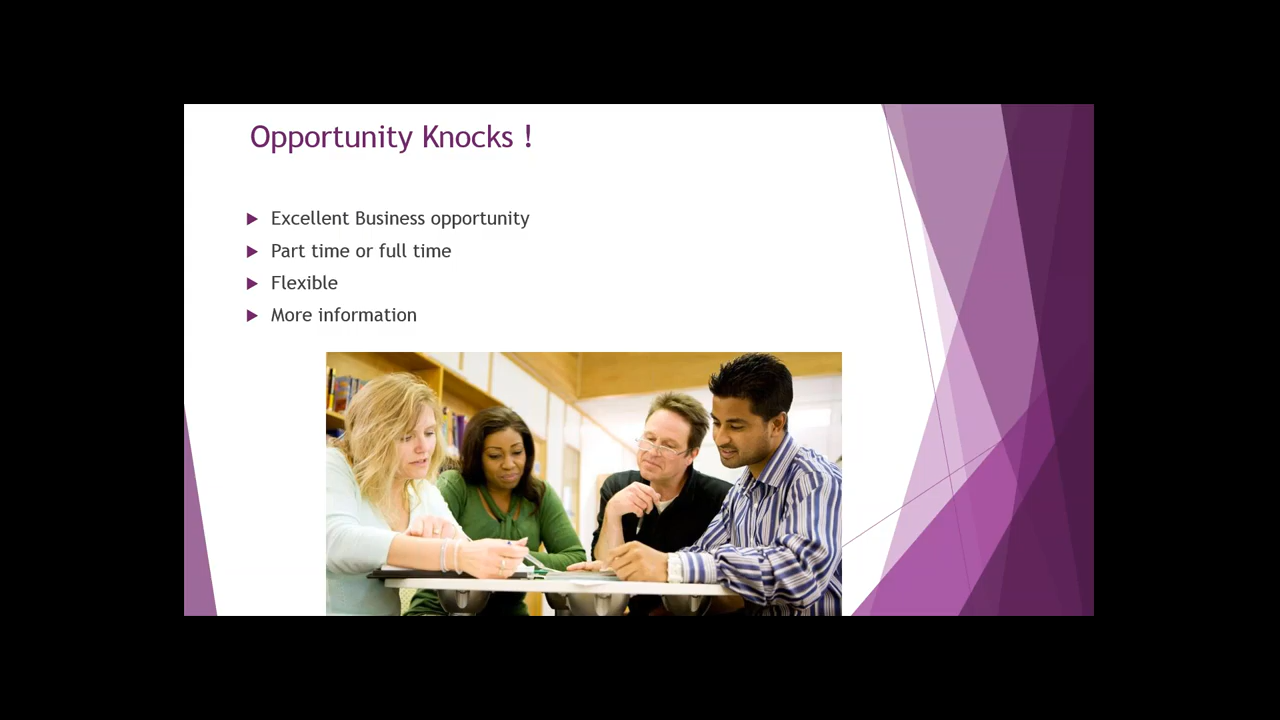 Opportunity Knocks !
Excellent Business opportunity
Part time or full time
Flexible
More information